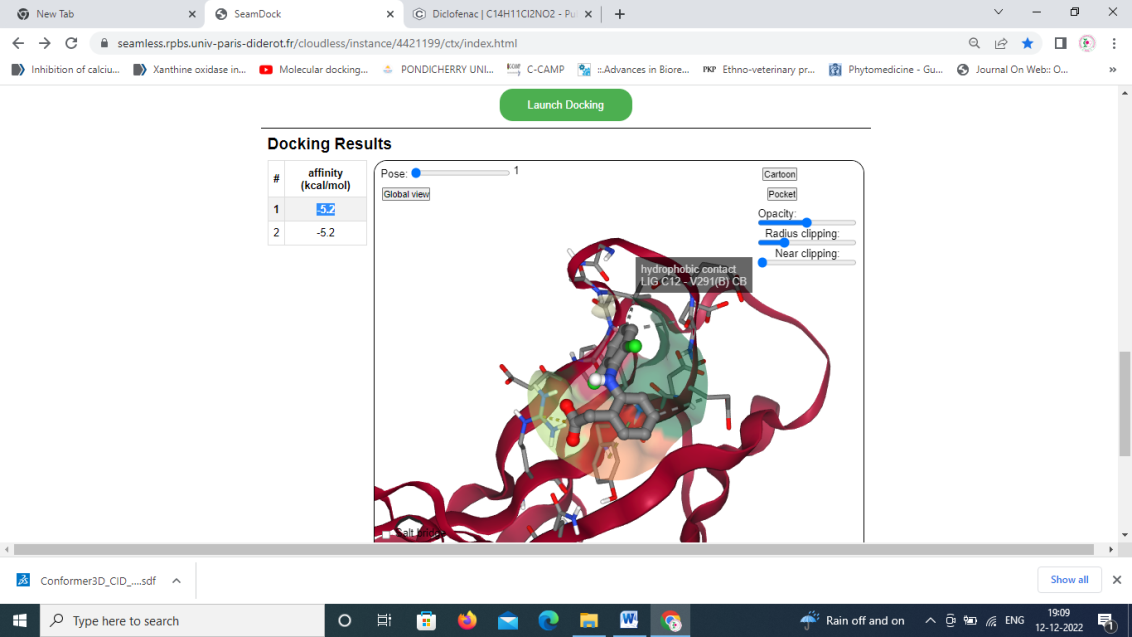 New Tab
SeamDock
Diclofenac | C14H11Cl2NO2 - Pu
seamless.rpbs.univ-paris-diderot.fr/cloudless/instance/4421199/ctx/index.html
Inhibition of calciu...
Xanthine oxidase in...
Molecular docking...
PONDICHERRY UNI...
C-CAMP
::.Advances in Biore...
PKP Ethno-veterinary pr...
Phytomedicine - Gu...
Journal On Web:: O...
Launch Docking
Docking Results
# affinity (kcal/mol)
1 -5.2
2 -5.2
Pose: 1
Global view
Cartoon
Pocket
Opacity:
Radius clipping:
Near clipping:
hydrophobic contact
LIG C12 - V291(B) CB
Salt bridge
Conformer3D_CID_....sdf
Show all
Type here to search
Rain off and on
ENG
19:09
12-12-2022
1